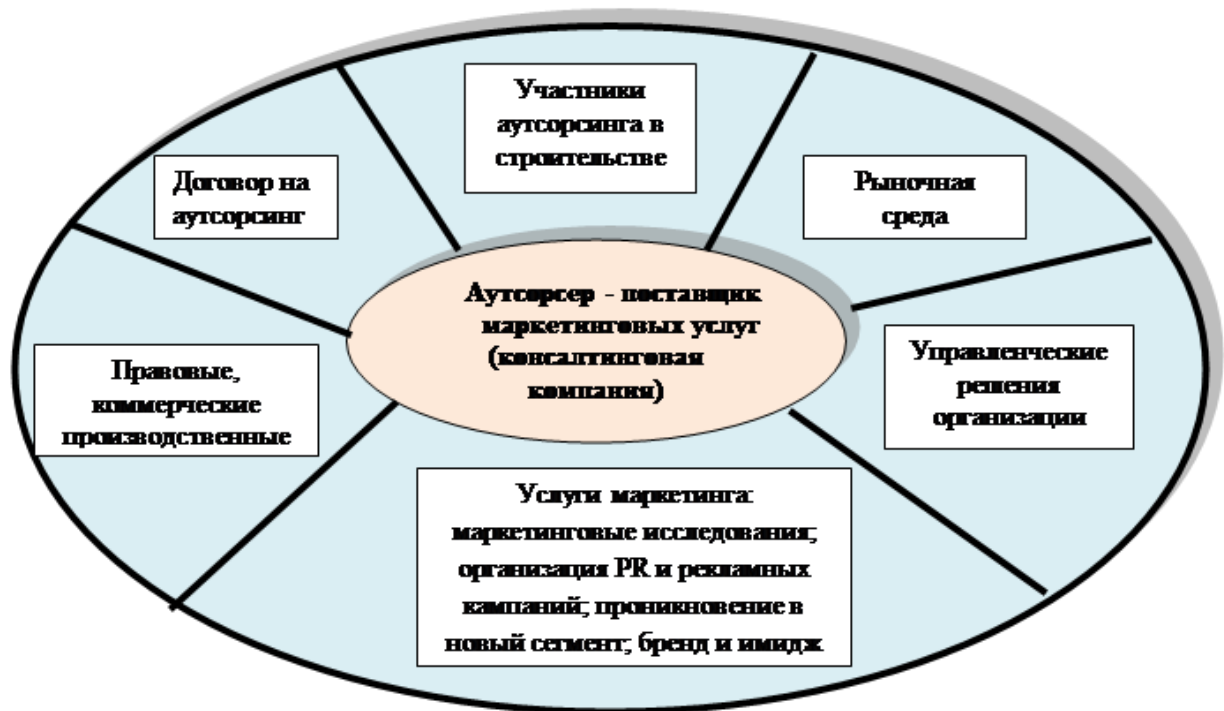 Участники
аутсорсинга в
строительстве
Договор на
аутсорсинг
Рыночная
среда
Аутсорсер - поставщик
маркетинговых услуг
(консалтинговая
компания)
Правовые,
коммерческие
производственные
Управленческие
решения
организации
Услуги маркетинга:
маркетинговые исследования;
организация PR и рекламных
кампаний; проникновение в
новый сегмент; бренд и имидж